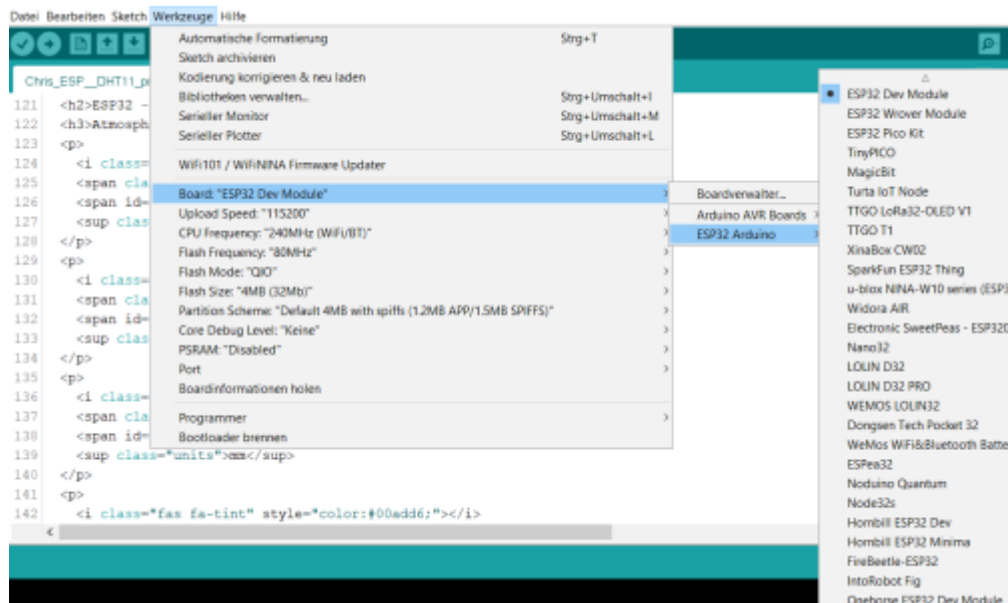 Datei Bearbeiten Sketch Werkzeuge Hilfe
Automatische Formatierung Strg+T
Sketch archivieren
Kodierung korrigieren & neu laden
Bibliotheken verwalten... Strg+Umschalt+I
Serieller Monitor Strg+Umschalt+M
Serieller Plotter Strg+Umschalt+L
WiFi101 / WiFiNINA Firmware Updater
Board: "ESP32 Dev Module"
Upload Speed: "115200"
CPU Frequency: "240MHz (WiFi/BT)"
Flash Frequency: "80MHz"
Flash Mode: "QIO"
Flash Size: "4MB (32Mb)"
Partition Scheme: "Default 4MB with spiffs (1.2MB APP/1.5MB SPIFFS)"
Core Debug Level: "Keine"
PSRAM: "Disabled"
Port
Boardinformationen holen
Programmer
Bootloader brennen
Boardverwalter...
Arduino AVR Boards
ESP32 Arduino
ESP32 Dev Module
ESP32 Wrover Module
ESP32 Pico Kit
TinyPICO
MagicBit
Turta IoT Node
TTGO LoRa32-OLED V1
TTGO T1
XinaBox CW02
SparkFun ESP32 Thing
u-blox NINA-W10 series (ESP3
Widora AIR
Electronic SweetPeas - ESP320
Nano32
LOLIN D32
LOLIN D32 PRO
WEMOS LOLIN32
Dongsen Tech Pocket 32
WeMos WiFi&Bluetooth Batte
ESPea32
Noduino Quantum
Node32s
Hornbill ESP32 Dev
Hornbill ESP32 Minima
FireBeetle-ESP32
IntoRobot Fig
Onehorse ESP32 Dev Module
Chris_ESP__DHT11_p
121 <h2>ESP32 -
122 <h3>Atmosph
123 <p>
124 <i class=
125 <span cla
126 <span id=
127 <sup clas
128 </p>
129 <p>
130 <i class=
131 <span cla
132 <span id=
133 <sup clas
134 </p>
135 <p>
136 <i class=
137 <span cla
138 <span id=
139 <sup class="units">mm</sup>
140 </p>
141 <p>
142 <i class="fas fa-tint" style="color:#00add6;"></i>